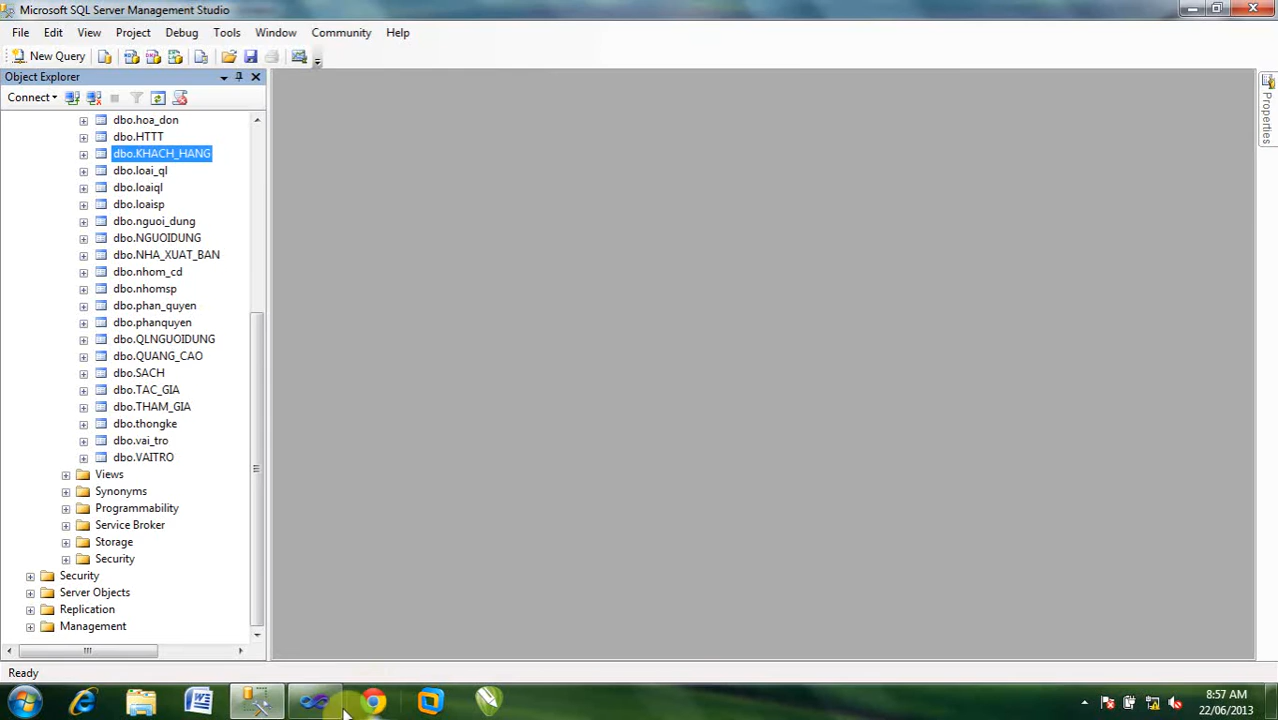 Microsoft SQL Server Management Studio
File Edit View Project Debug Tools Window Community Help
New Query
Object Explorer
Connect
dbo.hoa_don
dbo.HTTT
dbo.KHACH_HANG
dbo.loai_ql
dbo.loaiql
dbo.loaisp
dbo.nguoi_dung
dbo.NGUOIDUNG
dbo.NHA_XUAT_BAN
dbo.nhom_cd
dbo.nhomsp
dbo.phan_quyen
dbo.phanquyen
dbo.QLNGUOIDUNG
dbo.QUANG_CAO
dbo.SACH
dbo.TAC_GIA
dbo.THAM_GIA
dbo.thongke
dbo.vai_tro
dbo.VAITRO
Views
Synonyms
Programmability
Service Broker
Storage
Security
Security
Server Objects
Replication
Management
Properties
Ready
8:57 AM
22/06/2013